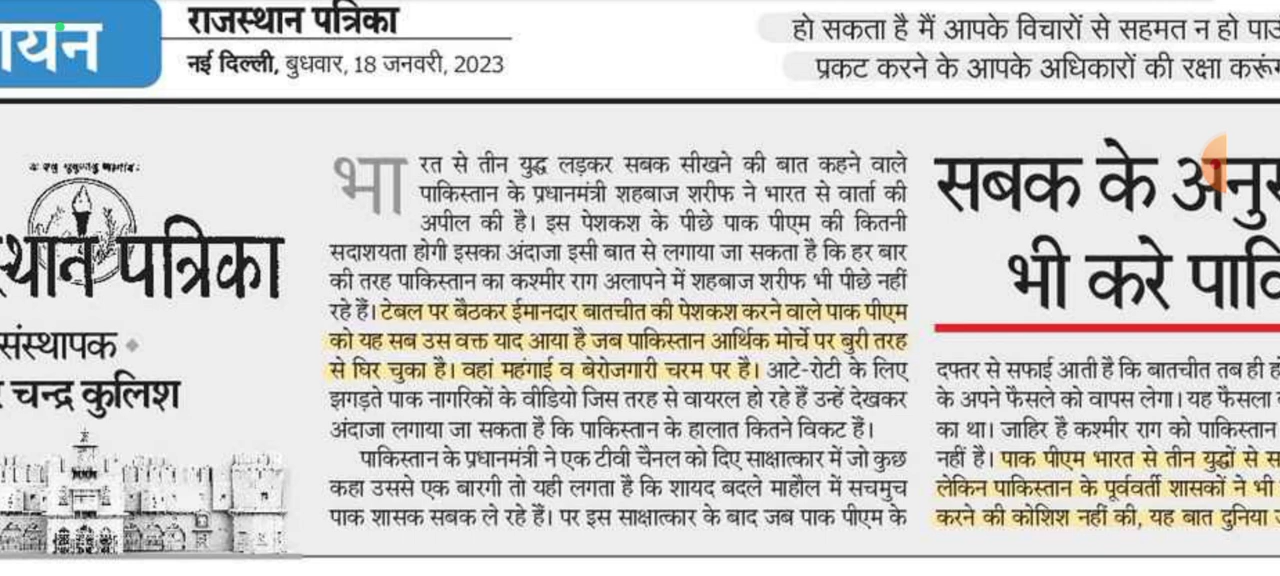 यन
राजस्थान पत्रिका
नई दिल्ली, बुधवार, 18 जनवरी, 2023
हो सकता है मैं आपके विचारों से सहमत न हो
प्रकट करने के आपके अधिकारों की रक्षा
पत्रिका
संस्थापक
चन्द्र कुलिश
भारत से तीन युद्ध लड़कर सबक सीखने की बात कहने वाले
पाकिस्तान के प्रधानमंत्री शहबाज शरीफ ने भारत से वार्ता की
अपील की है। इस पेशकश के पीछे पाक पीएम की कितनी
सदाशयता होगी इसका अंदाजा इसी बात से लगाया जा सकता है कि हर बार
की तरह पाकिस्तान का कश्मीर राग अलापने में शहबाज शरीफ भी पीछे नहीं
रहे हैं। टेबल पर बैठकर ईमानदार बातचीत की पेशकश करने वाले पाक पीएम
को यह सब उस वक्त याद आया है जब पाकिस्तान आर्थिक मोर्चे पर बुरी तरह
से घिर चुका है। वहां महंगाई व बेरोजगारी चरम पर है। आटे-रोटी के लिए
झगड़ते पाक नागरिकों के वीडियो जिस तरह से वायरल हो रहे हैं उन्हें देखकर
अंदाजा लगाया जा सकता है कि पाकिस्तान के हालात कितने विकट हैं।
पाकिस्तान के प्रधानमंत्री ने एक टीवी चैनल को दिए साक्षात्कार में जो कुछ
कहा उससे एक बारगी तो यही लगता है कि शायद बदले माहौल में सचमुच
पाक शासक सबक ले रहे हैं। पर इस साक्षात्कार के बाद जब पाक पीएम के
सबक के
भी करे
दफ्तर से सफाई आती है कि बातचीत तब ही
के अपने फैसले को वापस लेगा। यह फैसला
का था। जाहिर है कश्मीर राग को पाकिस्तान
नहीं है। पाक पीएम भारत से तीन युद्धों से
लेकिन पाकिस्तान के पूर्ववर्ती शासकों ने भी
करने की कोशिश नहीं की, यह बात दुनिया